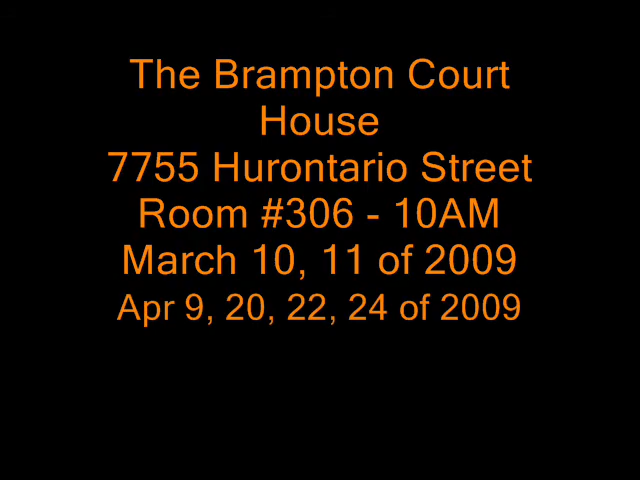 The Brampton Court
House
7755 Hurontario Street
Room #306 - 10AM
March 10, 11 of 2009
Apr 9, 20, 22, 24 of 2009